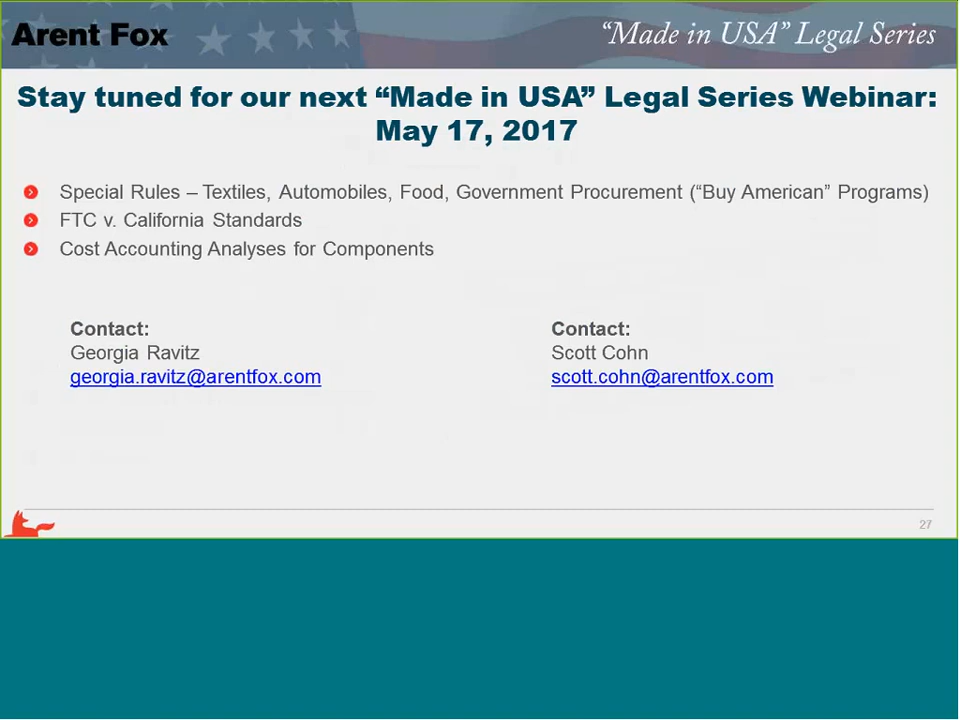 Arent Fox
“Made in USA” Legal Series
Stay tuned for our next “Made in USA” Legal Series Webinar:
May 17, 2017
Special Rules – Textiles, Automobiles, Food, Government Procurement (“Buy American” Programs)
FTC v. California Standards
Cost Accounting Analyses for Components
Contact:
Georgia Ravitz
georgia.ravitz@arentfox.com
Contact:
Scott Cohn
scott.cohn@arentfox.com
27